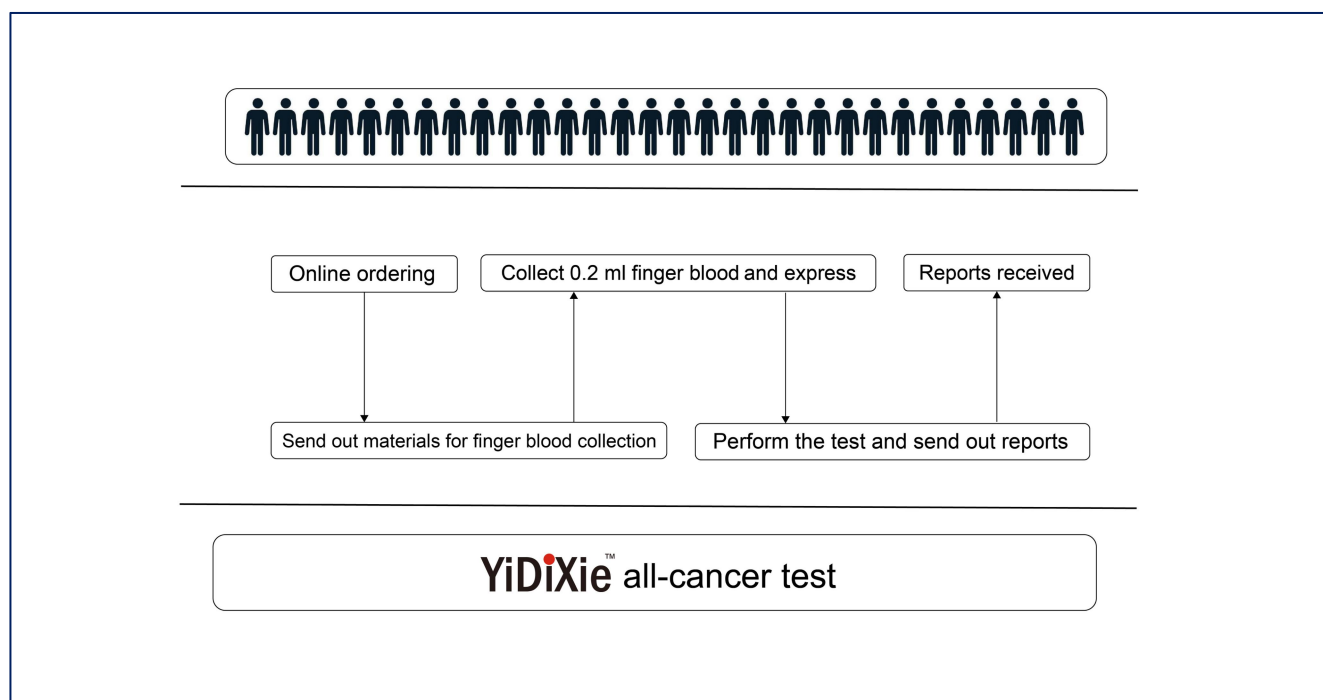 Online ordering
Collect 0.2 ml finger blood and express
Reports received
Send out materials for finger blood collection
Perform the test and send out reports
YiDiXie™ all-cancer test